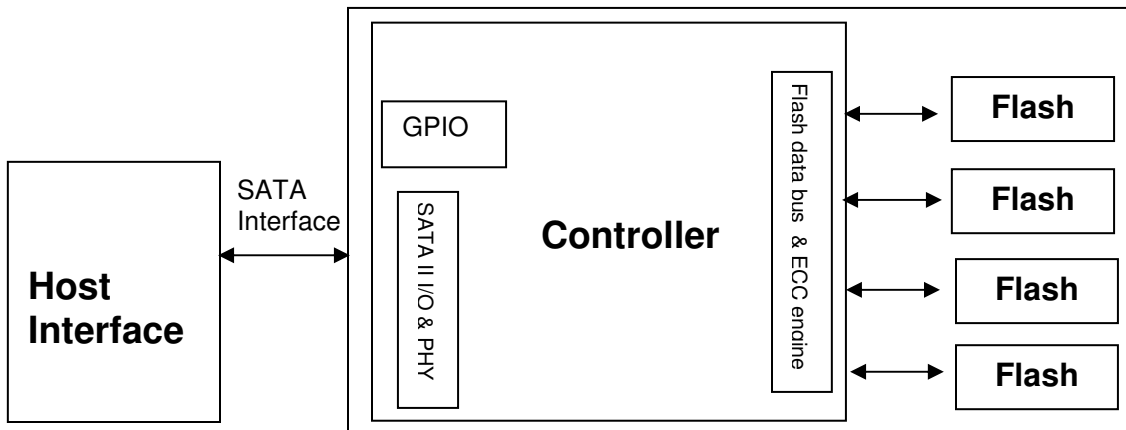 Host
Interface
SATA
Interface
GPIO
SATA II I/O & PHY
Controller
Flash data bus & ECC engine
Flash
Flash
Flash
Flash